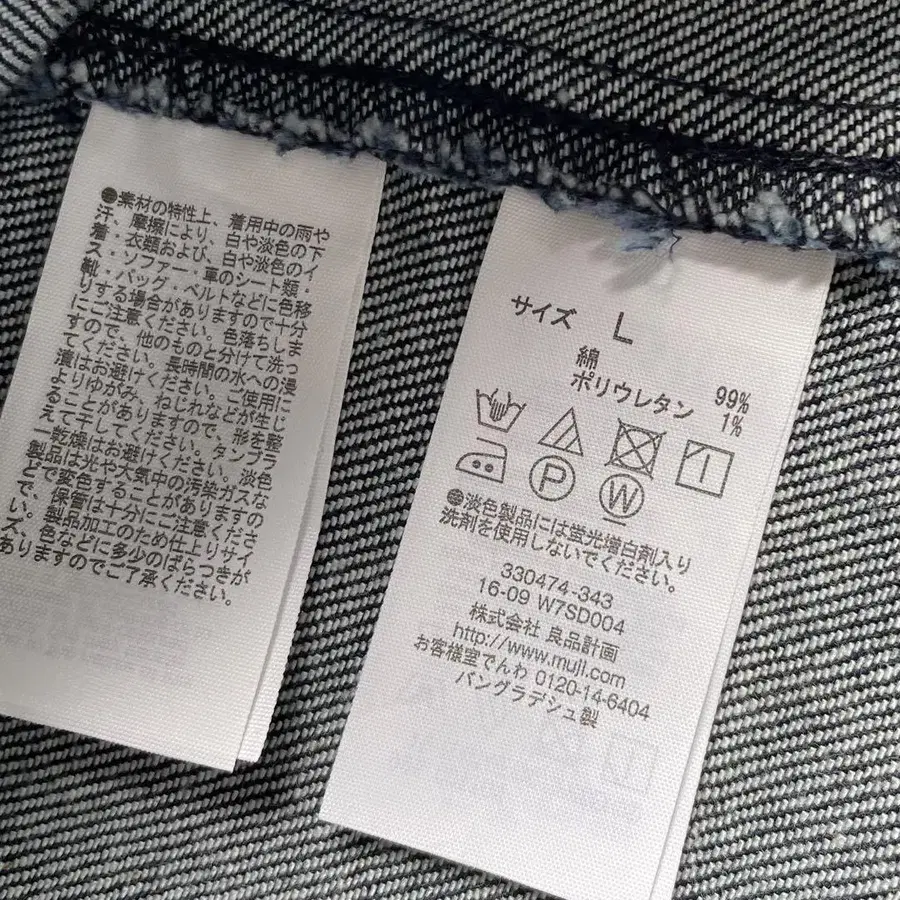 ●素材の特性上、着用中の雨や
汗、摩擦により、白や淡色の下
着・衣類および、白や淡色のイ
ス・ソファー・車のシート類・
靴・バッグ・ベルトなどに色移
りする場合がありますので十分
にご注意ください。色落ちしま
すので、他のものと分けて洗っ
てください。長時間の水への浸
漬はお避けください。ご使用に
よりゆがみ、ねじれなどが生じ
ることがありますので、形を整
えて干してください。タンブラ
ー乾燥はお避けください。淡色
製品は光や大気中の汚染ガスな
どで変色することがありますの
で、保管は十分にご注意くださ
い。製品加工のため仕上りサイ
ズ、色などに多少のばらつきが
ありますのでご了承ください。
サイズ L
綿 99%
ポリウレタン 1%
P W
●淡色製品には蛍光増白剤入り
洗剤を使用しないでください。
330474-343
16-09 W7SD004
株式会社 良品計画
http://www.muji.com
お客様室でんわ 0120-14-6404
バングラデシュ製